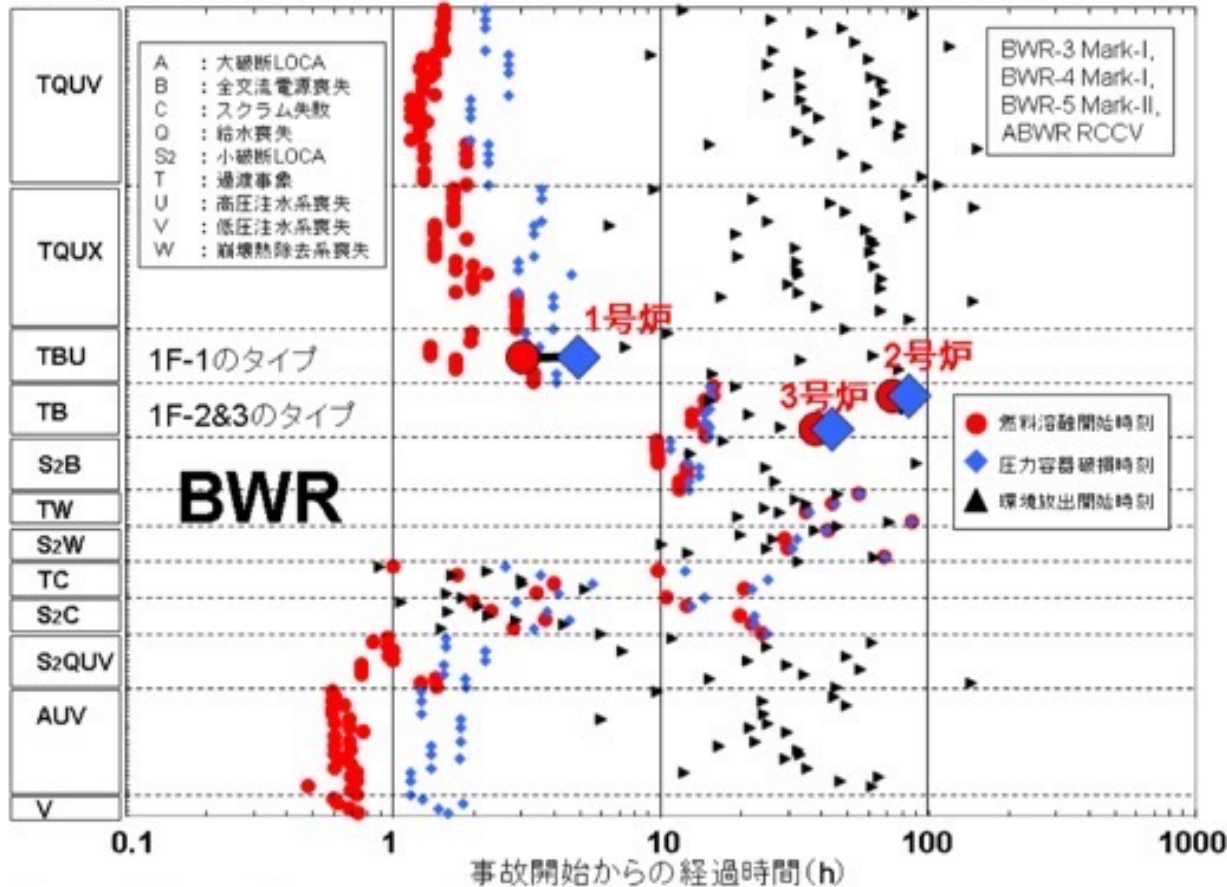 TQUV
TQUX
TBU
TB
S2B
TW
S2W
TC
S2C
S2QUV
AUV
V
A : 大破断LOCA
B : 全交流電源喪失
C : スクラム失敗
Q : 給水喪失
S2 : 小破断LOCA
T : 過渡事象
U : 高圧注水系喪失
V : 低圧注水系喪失
W : 崩壊熱除去系喪失
BWR-3 Mark-I,
BWR-4 Mark-I,
BWR-5 Mark-II,
ABWR RCCV
1号炉
2号炉
3号炉
1F-1のタイプ
1F-2&3のタイプ
BWR
燃料溶融開始時刻
圧力容器破損時刻
環境放出開始時刻
0.1 1 10 100 1000
事故開始からの経過時間(h)